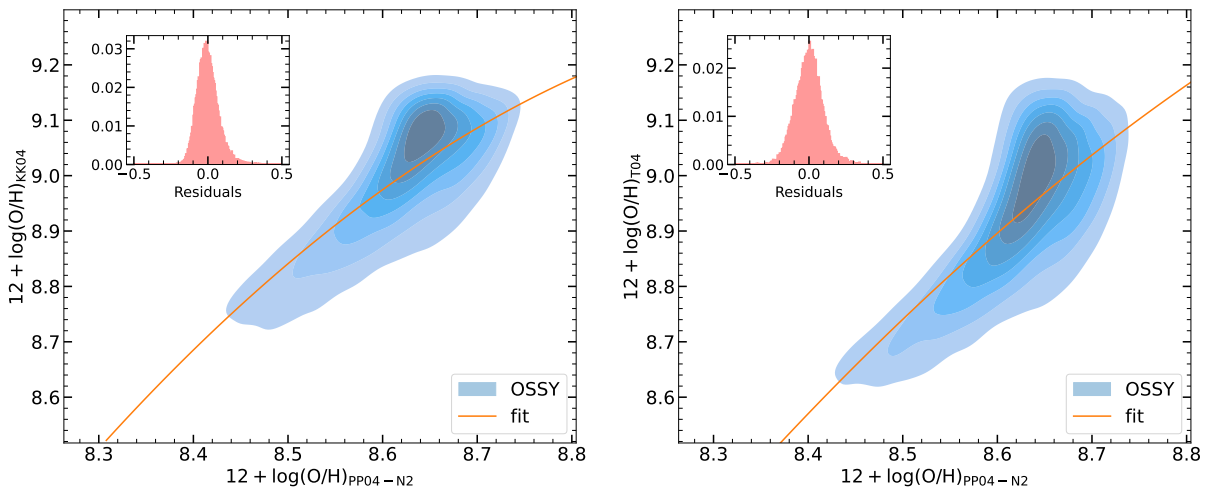 9.2
9.1
9.0
8.9
8.8
8.7
8.6
12 + log(O/H)KK04
0.03
0.02
0.01
0.00
−0.5 0.0 0.5
Residuals
OSSY
fit
8.3 8.4 8.5 8.6 8.7 8.8
12 + log(O/H)PP04−N2
9.2
9.1
9.0
8.9
8.8
8.7
8.6
12 + log(O/H)T04
0.02
0.01
0.00
−0.5 0.0 0.5
Residuals
OSSY
fit
8.3 8.4 8.5 8.6 8.7 8.8
12 + log(O/H)PP04−N2